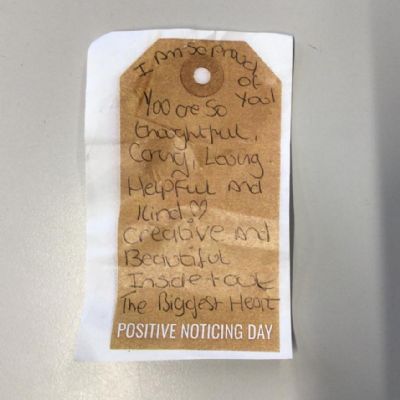 I am so proud
of
You!
You are so
thoughtful,
Caring, Loving.
Helpful and
Kind ♡
Creative and
Beautiful
Inside + out
The Biggest Heart
POSITIVE NOTICING DAY